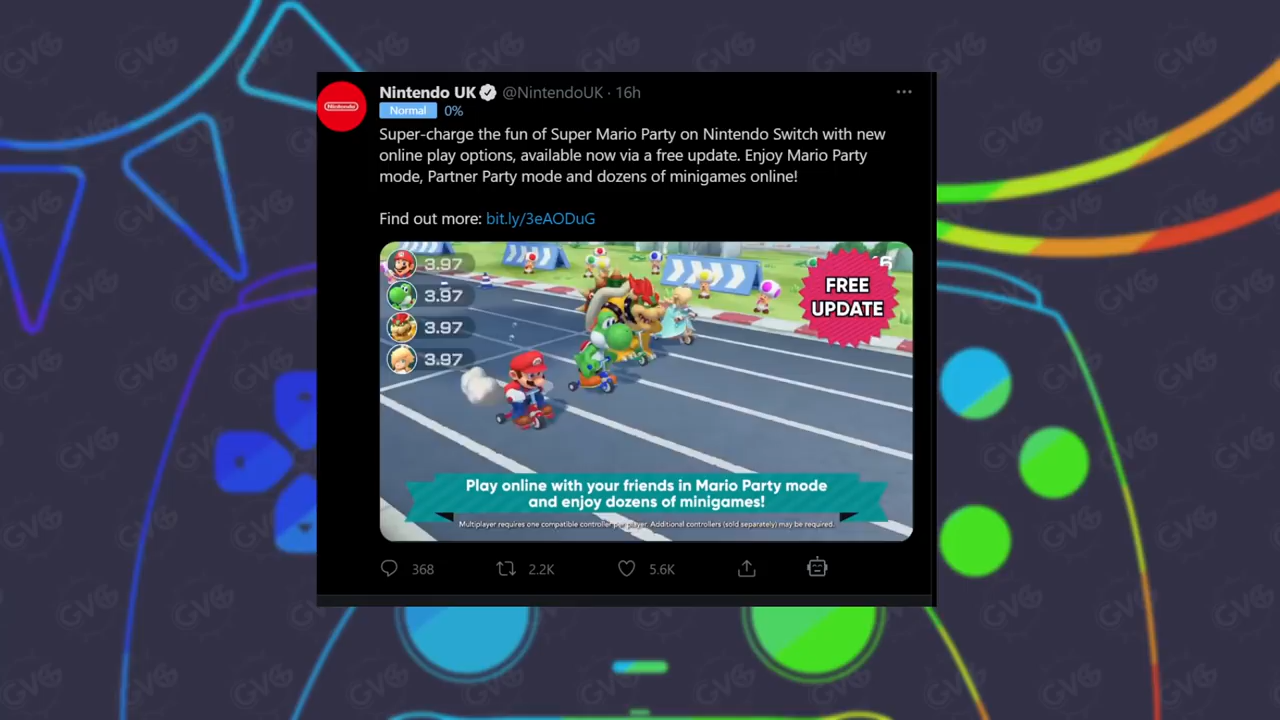 Nintendo UK @NintendoUK · 16h
Nintendo
Normal 0%
Super-charge the fun of Super Mario Party on Nintendo Switch with new
online play options, available now via a free update. Enjoy Mario Party
mode, Partner Party mode and dozens of minigames online!
Find out more: bit.ly/3eAODuG
3.97
3.97
3.97
3.97
FREE
UPDATE
Play online with your friends in Mario Party mode
and enjoy dozens of minigames!
Multiplayer requires one compatible controller per player. Additional controllers (sold separately) may be required.
368 2.2K 5.6K